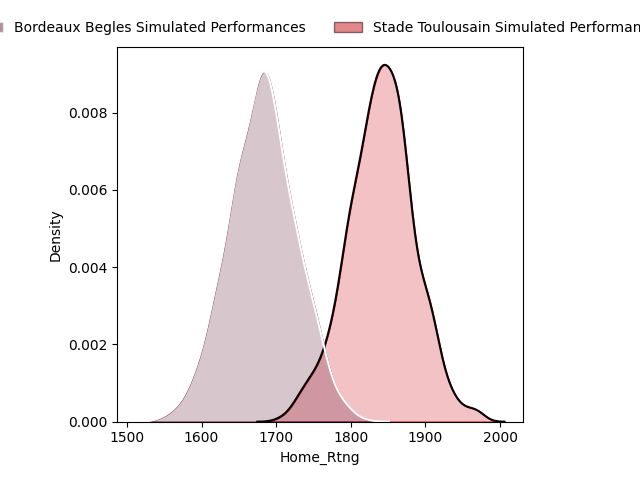 Bordeaux Begles Simulated Performances
Stade Toulousain Simulated
Density
0.008
0.006
0.004
0.002
0.000
1500 1600 1700 1800 1900 2000
Home_Rtng